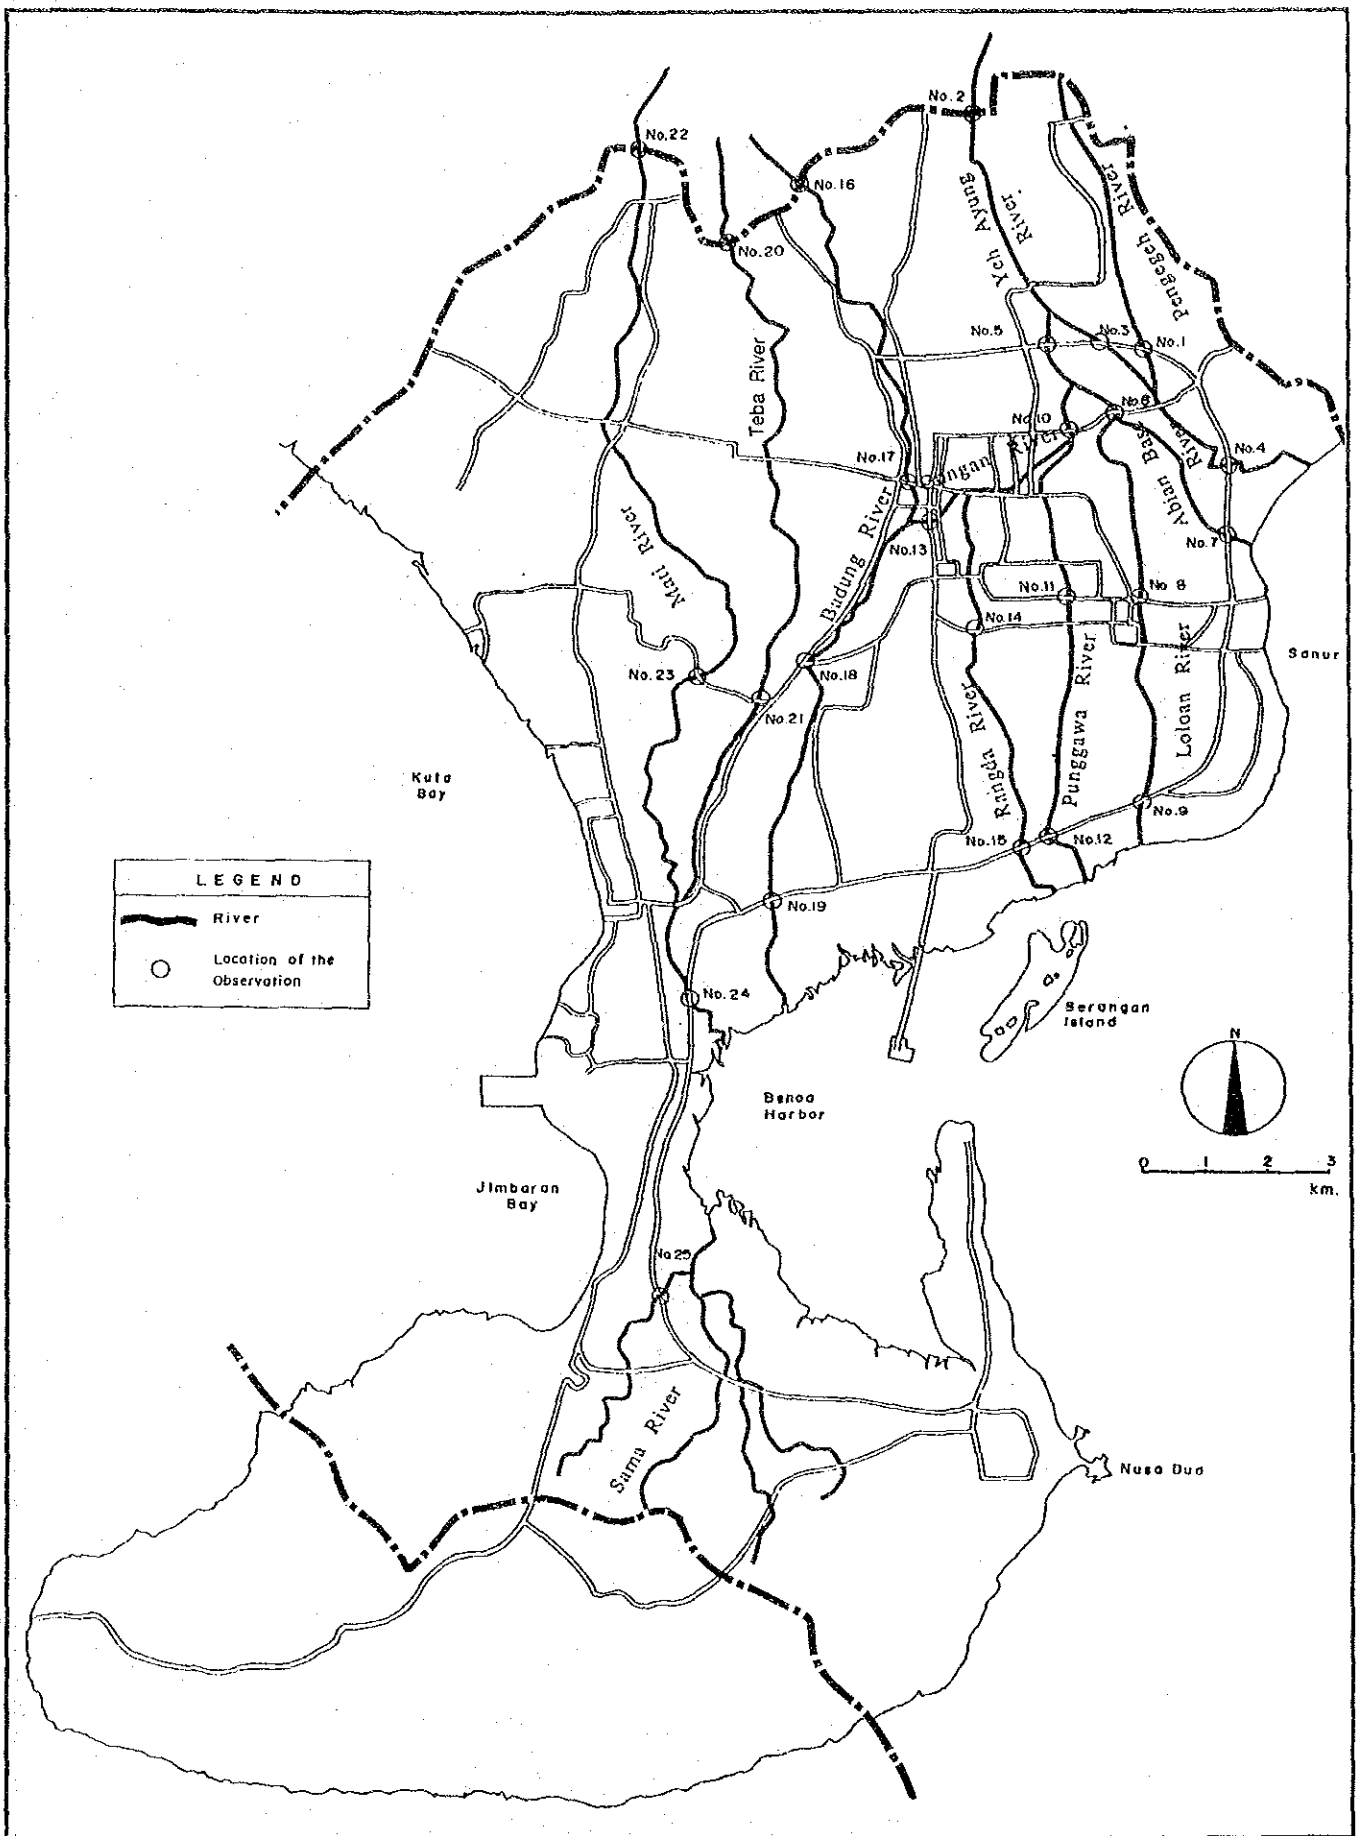 No.2
No.22
No.16
No.20
Yeh Ayung
River
Pengegeh River
No.5
No.3
No.1
Teba River
No.6
No.10
No.17
River
Abian Base
River
No.4
No.7
Mati River
Badung River
No.13
No.11
No.8
No.14
Sanur
No.23
No.18
No.21
Rangda River
Punggawa River
Loloan River
Kuta
Bay
No.9
No.15
No.12
LEGEND
River
Location of the
Observation
No.19
No.24
Serangan
Island
N
Benoa
Harbor
0 1 2 3
km.
Jimbaran
Bay
No.25
Sama River
Nusa Dua